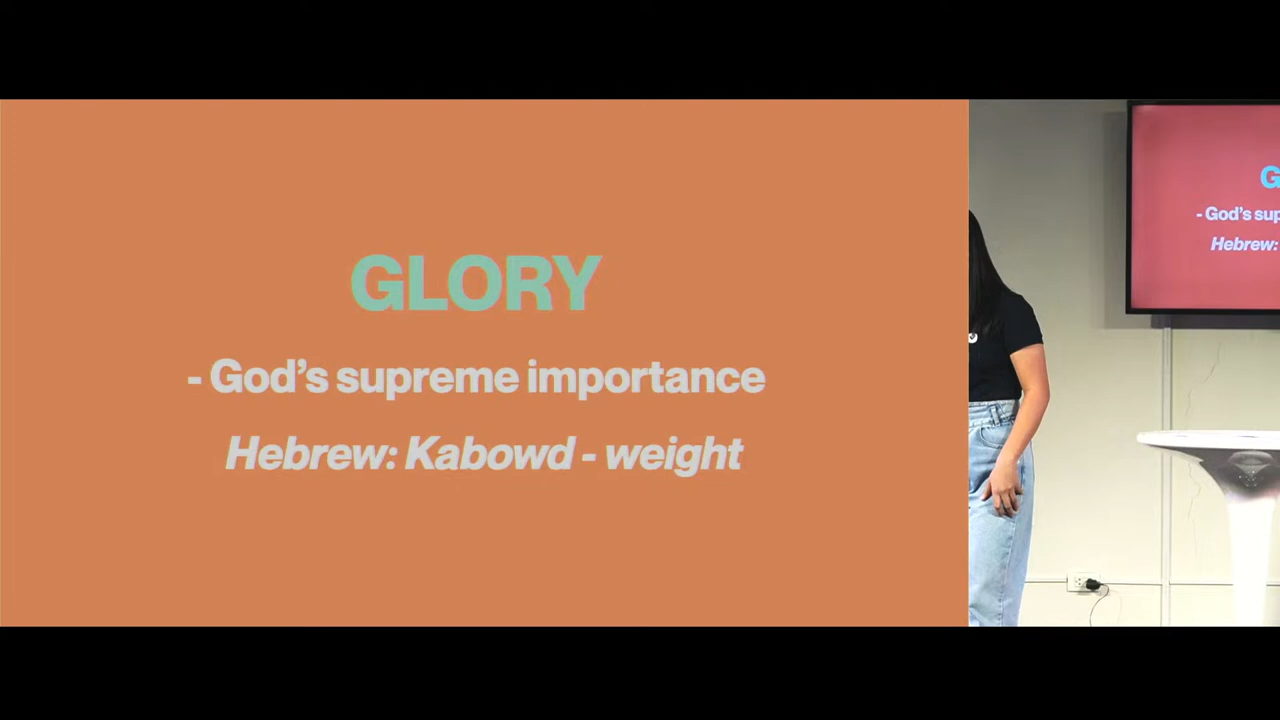 GLORY
- God's supreme importance
Hebrew: Kabowd - weight
G
- God's sup
Hebrew: